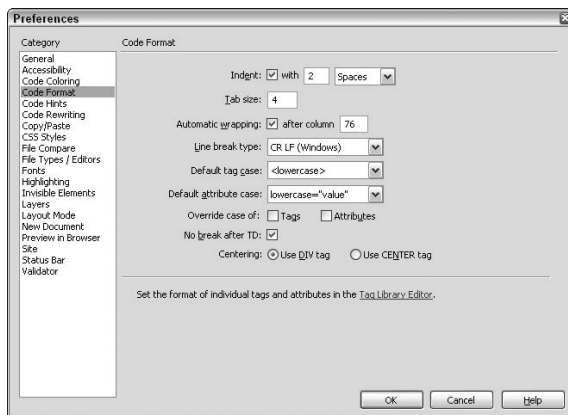 Preferences
Category
General
Accessibility
Code Coloring
Code Format
Code Hints
Code Rewriting
Copy/Paste
CSS Styles
File Compare
File Types / Editors
Fonts
Highlighting
Invisible Elements
Layers
Layout Mode
New Document
Preview in Browser
Site
Status Bar
Validator
Code Format
Indent: with 2 Spaces
Tab size: 4
Automatic wrapping: after column 76
Line break type: CR LF (Windows)
Default tag case: <lowercase>
Default attribute case: lowercase="value"
Override case of: Tags Attributes
No break after TD:
Centering: Use DIV tag Use CENTER tag
Set the format of individual tags and attributes in the Tag Library Editor.
OK Cancel Help